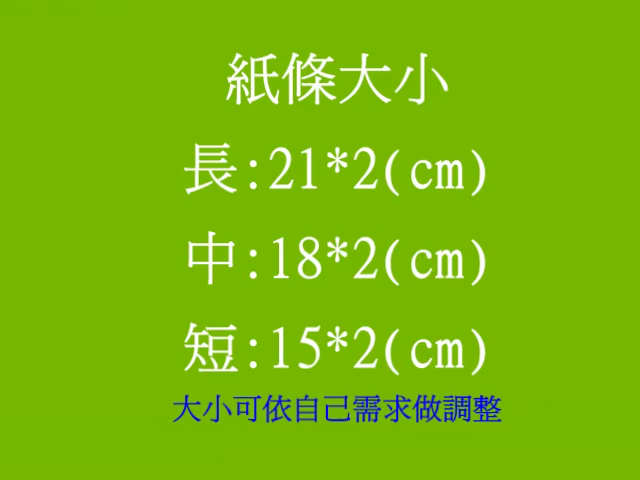 紙條大小
長:21*2(cm)
中:18*2(cm)
短:15*2(cm)
大小可依自己需求做調整